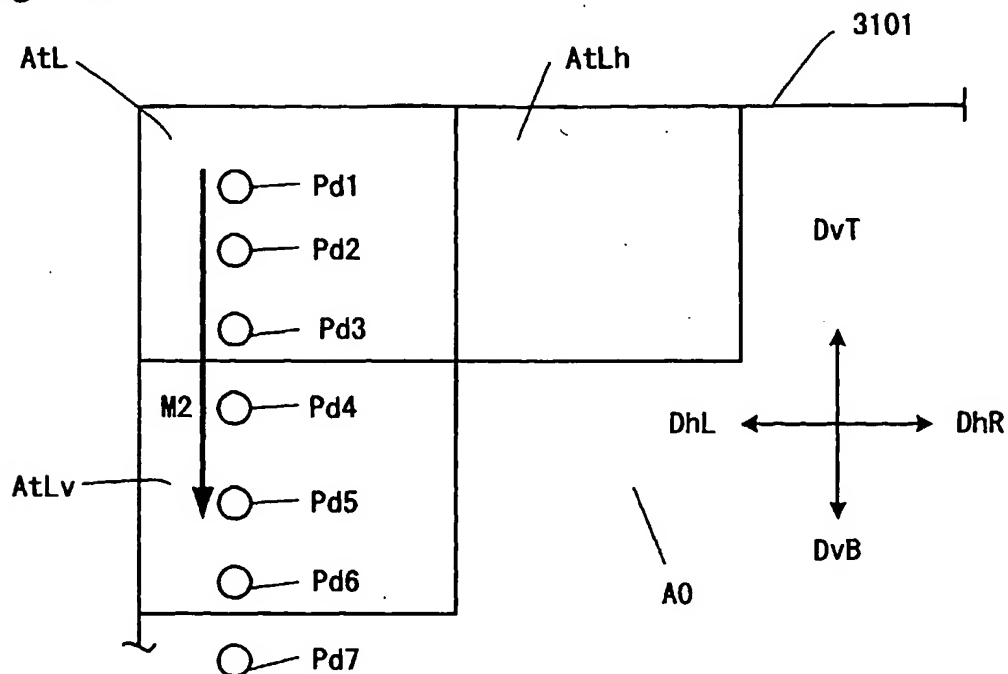 3101
AtL
AtLh
Pd1
DvT
Pd2
Pd3
M2
Pd4
DhL
DhR
AtLv
Pd5
DvB
Pd6
A0
Pd7